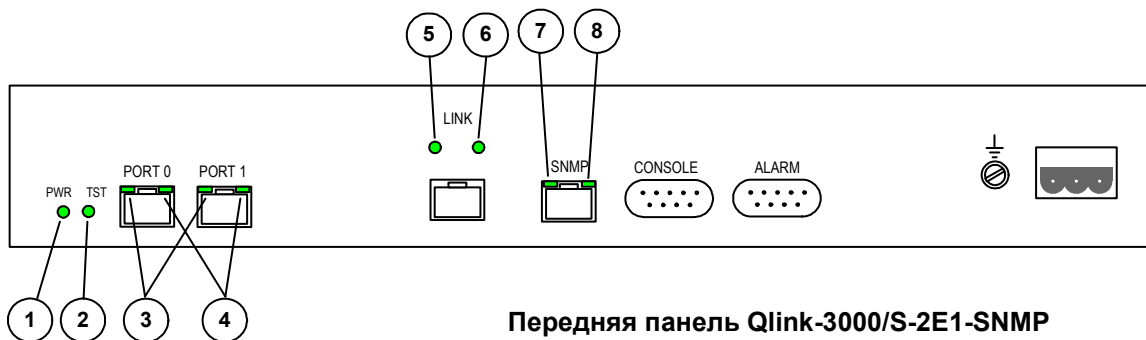 5 6 7 8
LINK
PORT 0 PORT 1 SNMP CONSOLE ALARM
PWR TST
1 2 3 4
Передняя панель Qlink-3000/S-2E1-SNMP